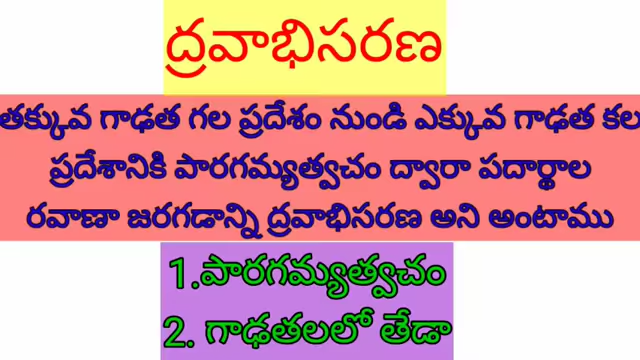 ద్రవాభిసరణ
తక్కువ గాఢత గల ప్రదేశం నుండి ఎక్కువ గాఢత కల
ప్రదేశానికి పారగమ్యత్వచం ద్వారా పదార్థాల
రవాణా జరగడాన్ని ద్రవాభిసరణ అని అంటాము
1.పారగమ్యత్వచం
2. గాఢతలలో తేడా